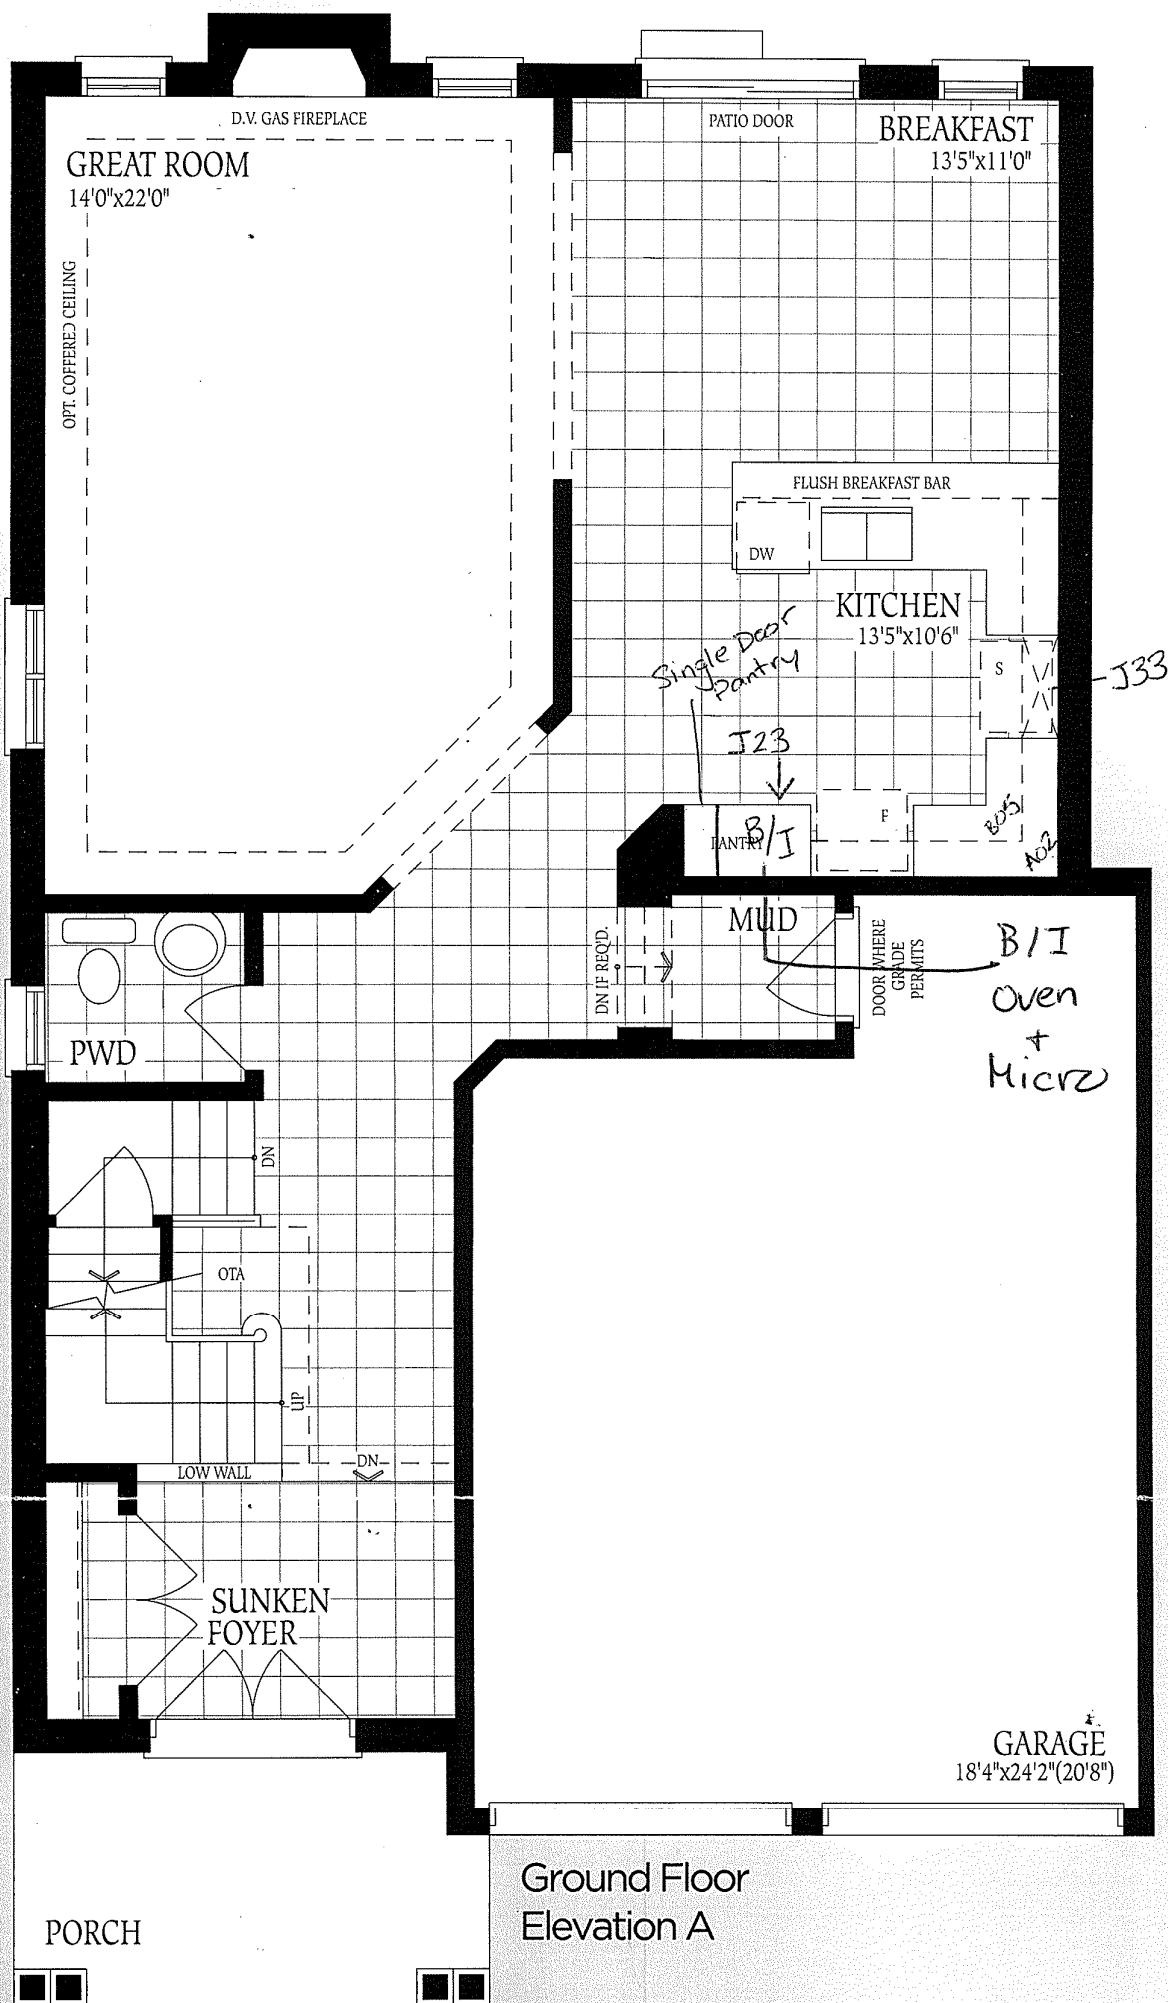 D.V. GAS FIREPLACE
PATIO DOOR
BREAKFAST
13'5"x11'0"
GREAT ROOM
14'0"x22'0"
OPT. COFFERED CEILING
FLUSH BREAKFAST BAR
DW
KITCHEN
13'5"x10'6"
Single Door
Pantry
S
J33
J23
F
B/I
PANTRY
B05
A02
MUD
DN IF REQ'D.
DOOR WHERE
GRADE
PERMITS
B/I
Oven
+
Micro
PWD
DN
OTA
UP
DN
LOW WALL
SUNKEN
FOYER
GARAGE
18'4"x24'2"(20'8")
Ground Floor
Elevation A
PORCH